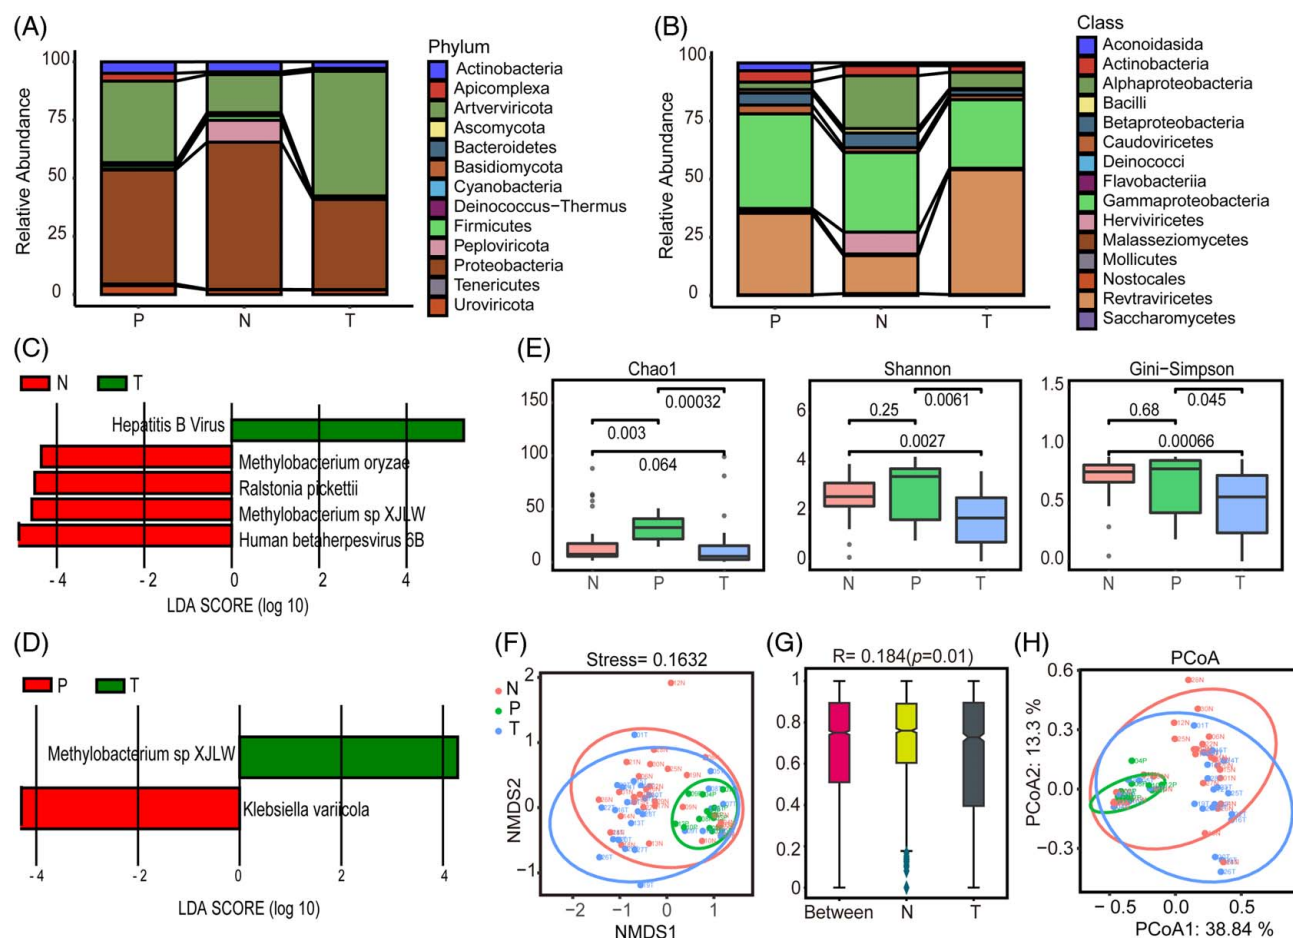 (A)
100
75
50
25
0
Relative Abundance
P N T
Phylum
Actinobacteria
Apicomplexa
Artverviricota
Ascomycota
Bacteroidetes
Basidiomycota
Cyanobacteria
Deinococcus-Thermus
Firmicutes
Peploviricota
Proteobacteria
Tenericutes
Uroviricota
(B)
100
75
50
25
0
Relative Abundance
P N T
Class
Aconoidasida
Actinobacteria
Alphaproteobacteria
Bacilli
Betaproteobacteria
Caudoviricetes
Deinococci
Flavobacteriia
Gammaproteobacteria
Herviviricetes
Malasseziomycetes
Mollicutes
Nostocales
Revtraviricetes
Saccharomycetes
(C)
N T
Hepatitis B Virus
Methylobacterium oryzae
Ralstonia pickettii
Methylobacterium sp XJLW
Human betaherpesvirus 6B
-4 -2 0 2 4
LDA SCORE (log 10)
(D)
P T
Methylobacterium sp XJLW
Klebsiella variicola
-4 -2 0 2 4
LDA SCORE (log 10)
(E)
Chao1
150
100
50
0
0.00032
0.003
0.064
N P T
Shannon
6
4
2
0
0.0061
0.25
0.0027
N P T
Gini-Simpson
1.5
1.0
0.5
0.0
0.045
0.68
0.00066
N P T
(F)
Stress= 0.1632
N
P
T
2
1
0
-1
NMDS2
-2 -1 0 1
NMDS1
(G)
R= 0.184(p=0.01)
1
0.8
0.6
0.4
0.2
0
Between N T
(H)
PCoA
0.6
0.3
0.0
-0.3
PCoA2: 13.3 %
-0.5 0.0 0.5
PCoA1: 38.84 %